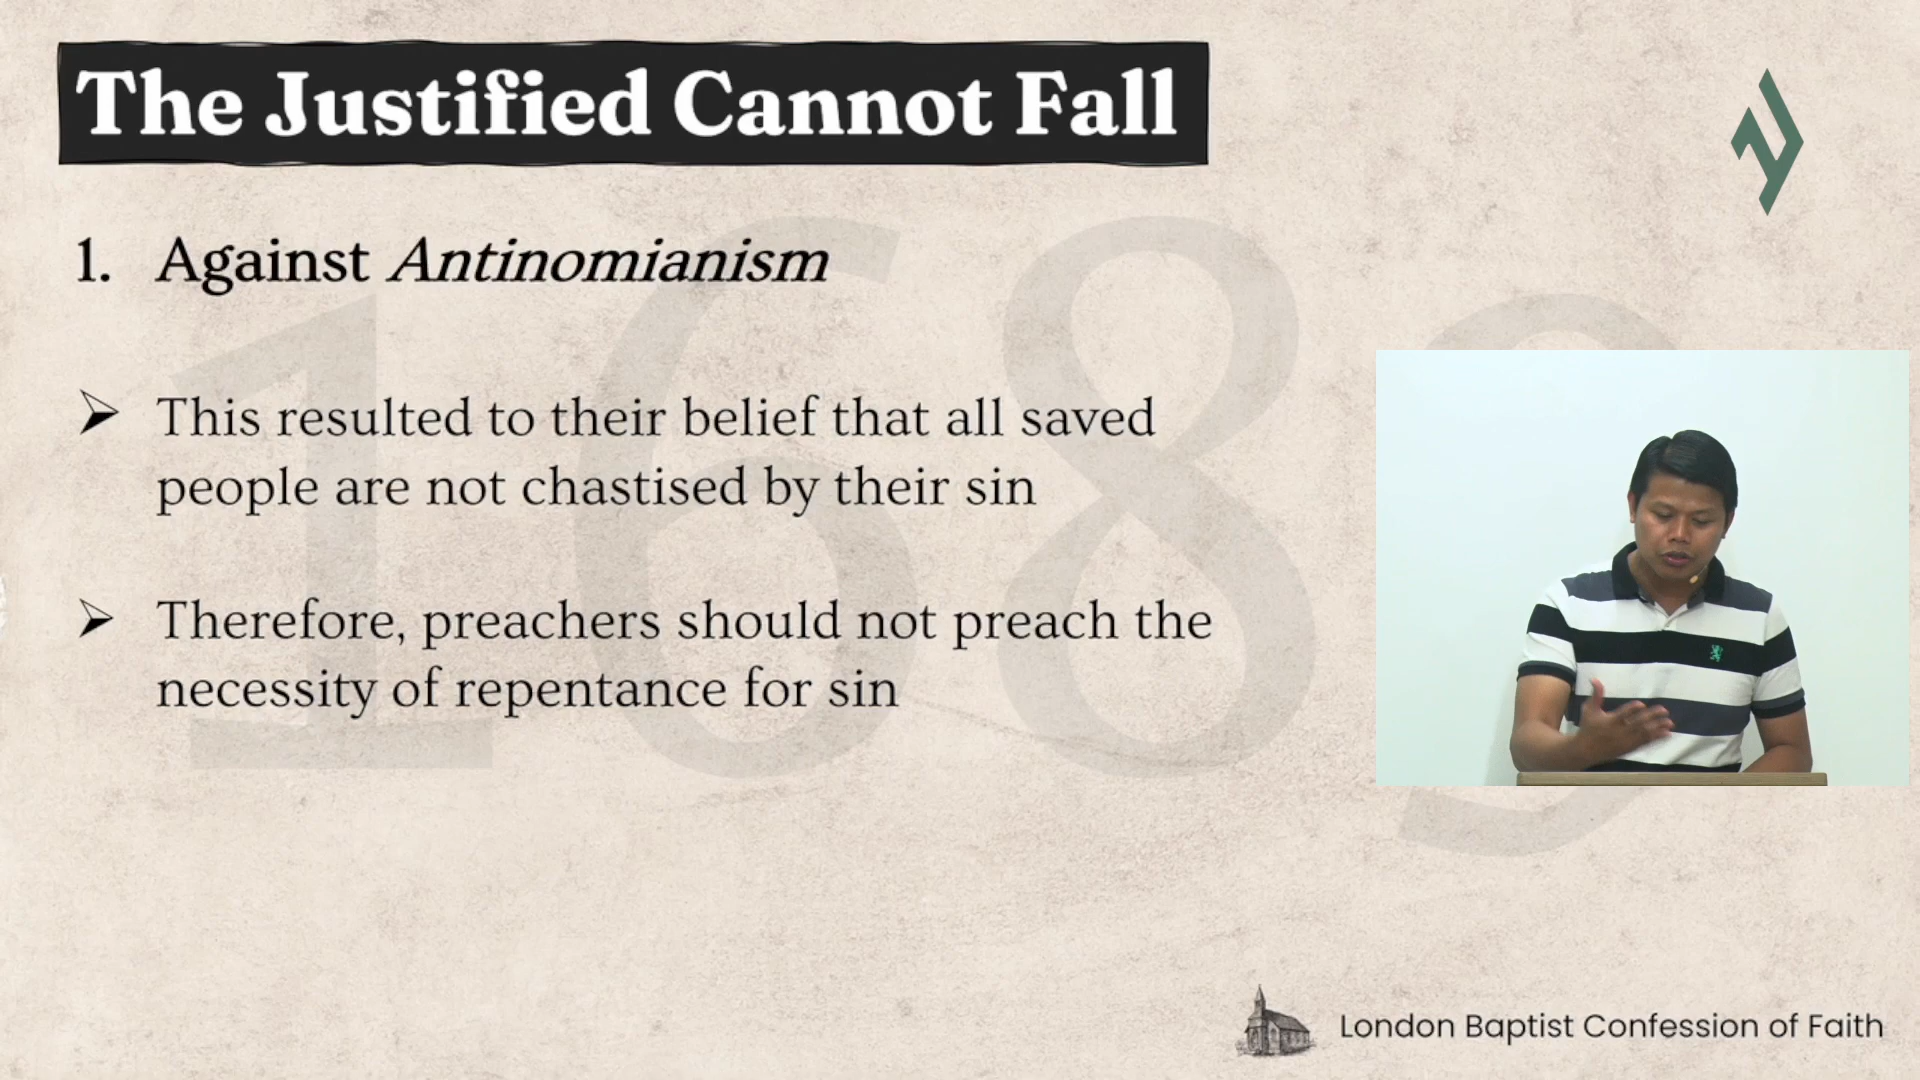 The Justified Cannot Fall
1. Against Antinomianism
➢ This resulted to their belief that all saved
people are not chastised by their sin
➢ Therefore, preachers should not preach the
necessity of repentance for sin
1689
London Baptist Confession of Faith